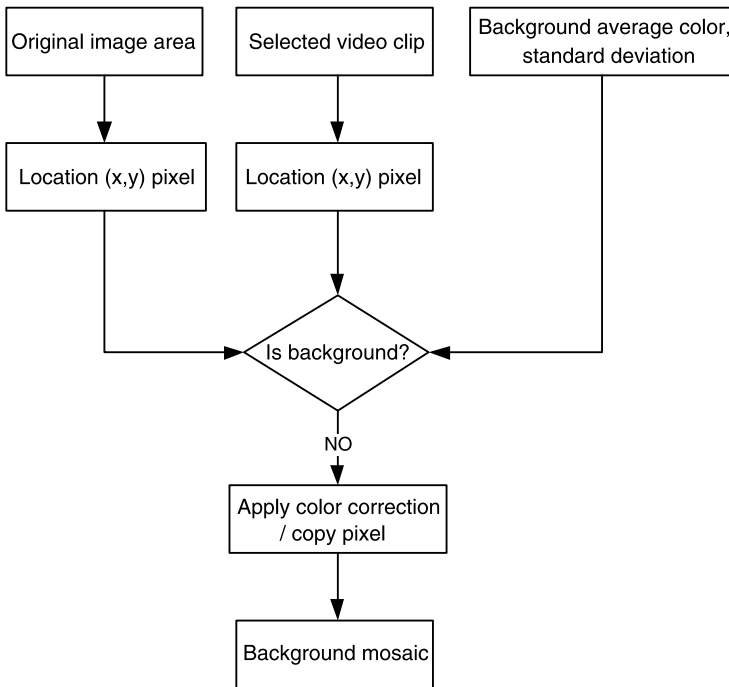 Original image area
Selected video clip
Background average color,
standard deviation
Location (x,y) pixel
Location (x,y) pixel
Is background?
NO
Apply color correction
/ copy pixel
Background mosaic